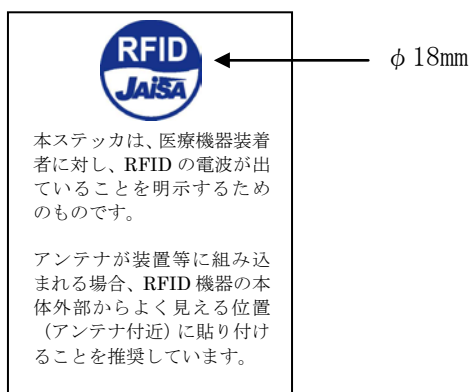 RFID
JAISA
φ18mm
本ステッカは、医療機器装着
者に対し、RFID の電波が出
ていることを明示するため
のものです。
アンテナが装置等に組み込
まれる場合、RFID 機器の本
体外部からよく見える位置
（アンテナ付近）に貼り付け
ることを推奨しています。